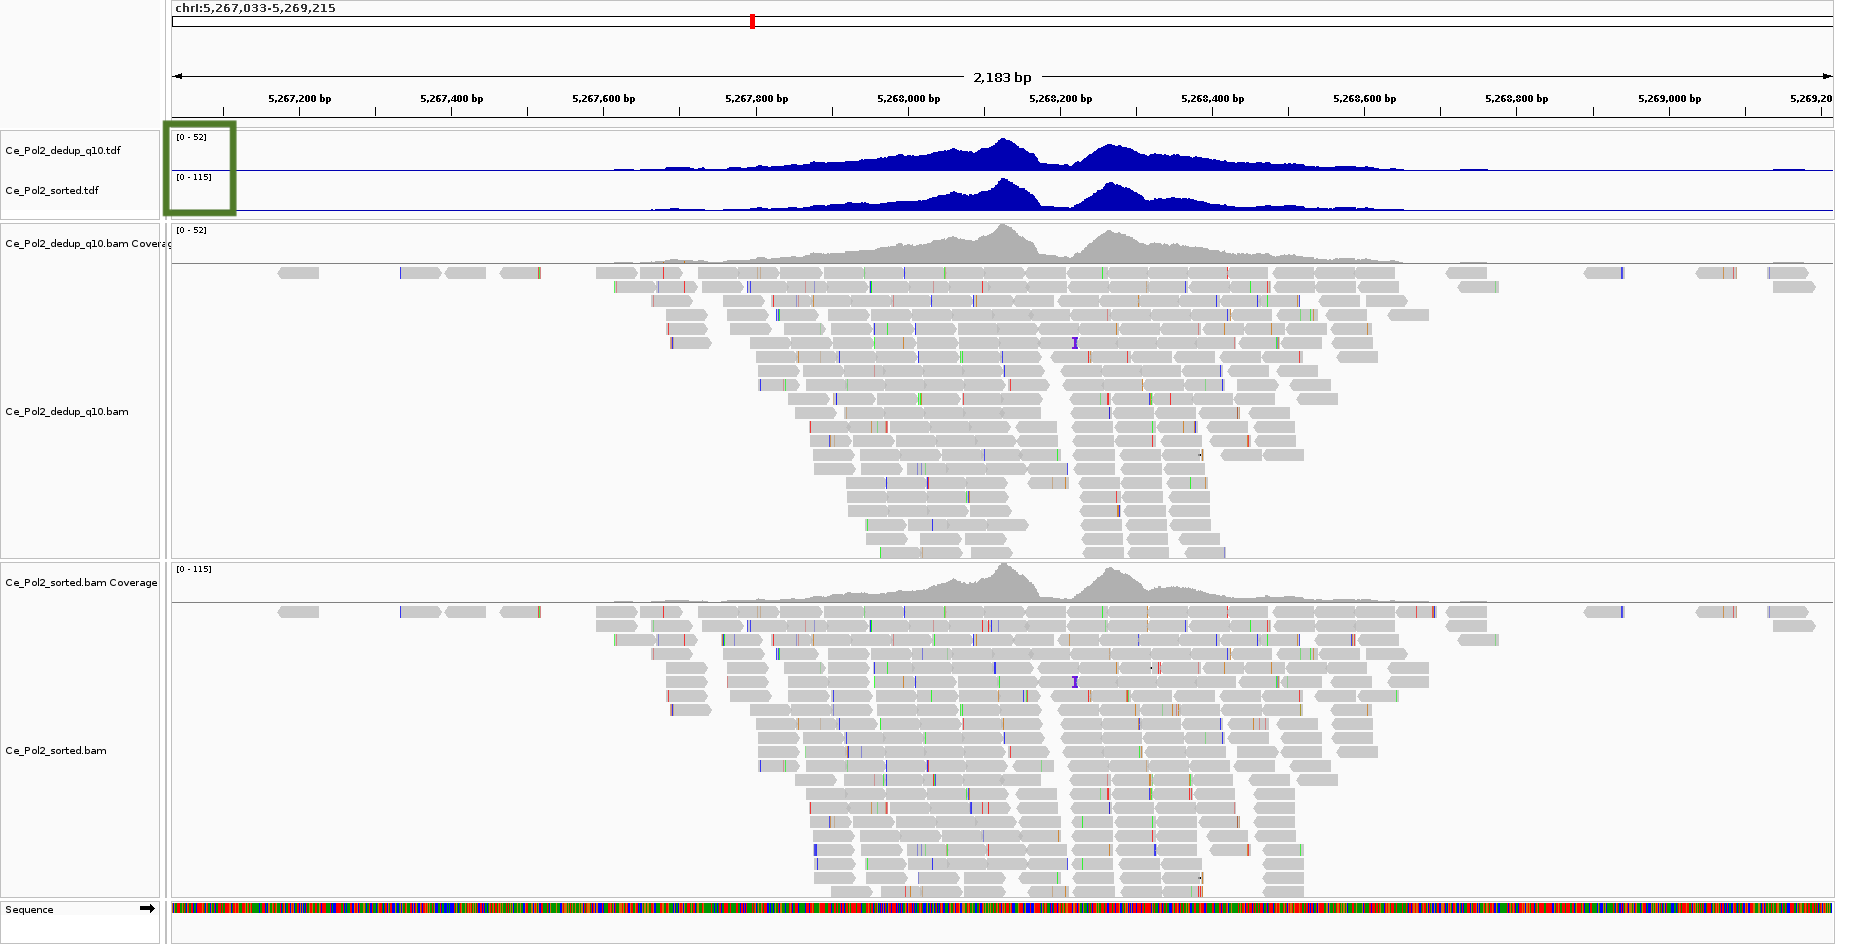 chrI:5,267,033-5,269,215
2,183 bp
5,267,200 bp 5,267,400 bp 5,267,600 bp 5,267,800 bp 5,268,000 bp 5,268,200 bp 5,268,400 bp 5,268,600 bp 5,268,800 bp 5,269,000 bp 5,269,20
[0 - 52]
Ce_Pol2_dedup_q10.tdf
[0 - 115]
Ce_Pol2_sorted.tdf
[0 - 52]
Ce_Pol2_dedup_q10.bam Coverag
Ce_Pol2_dedup_q10.bam
[0 - 115]
Ce_Pol2_sorted.bam Coverage
Ce_Pol2_sorted.bam
Sequence